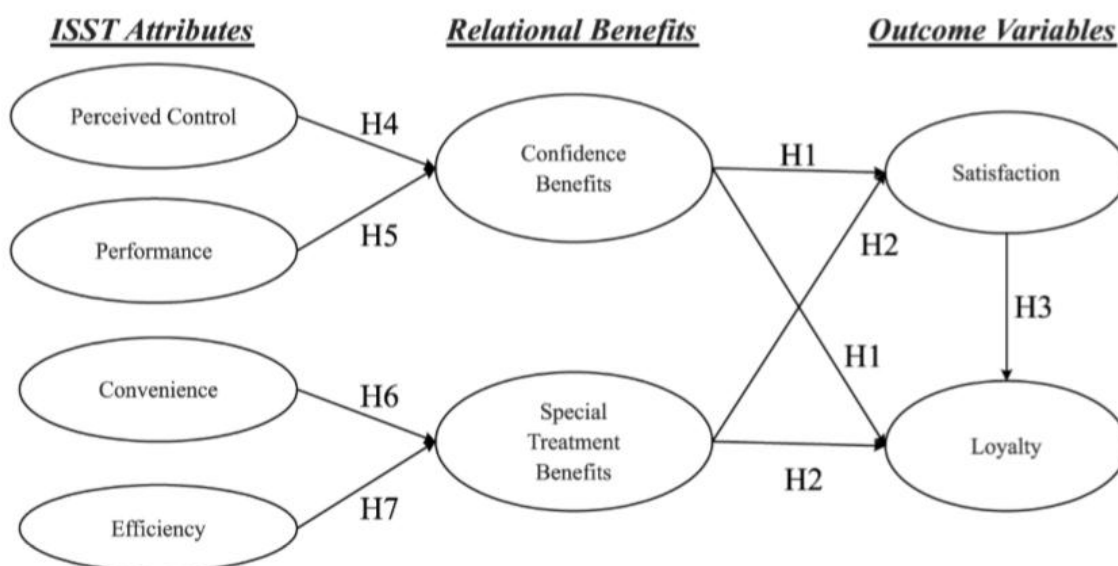 ISST Attributes
Relational Benefits
Outcome Variables
Perceived Control
H4
Confidence
Benefits
H1
Satisfaction
Performance
H5
H2
H3
Convenience
H6
H1
Special
Treatment
Benefits
Loyalty
H2
Efficiency
H7